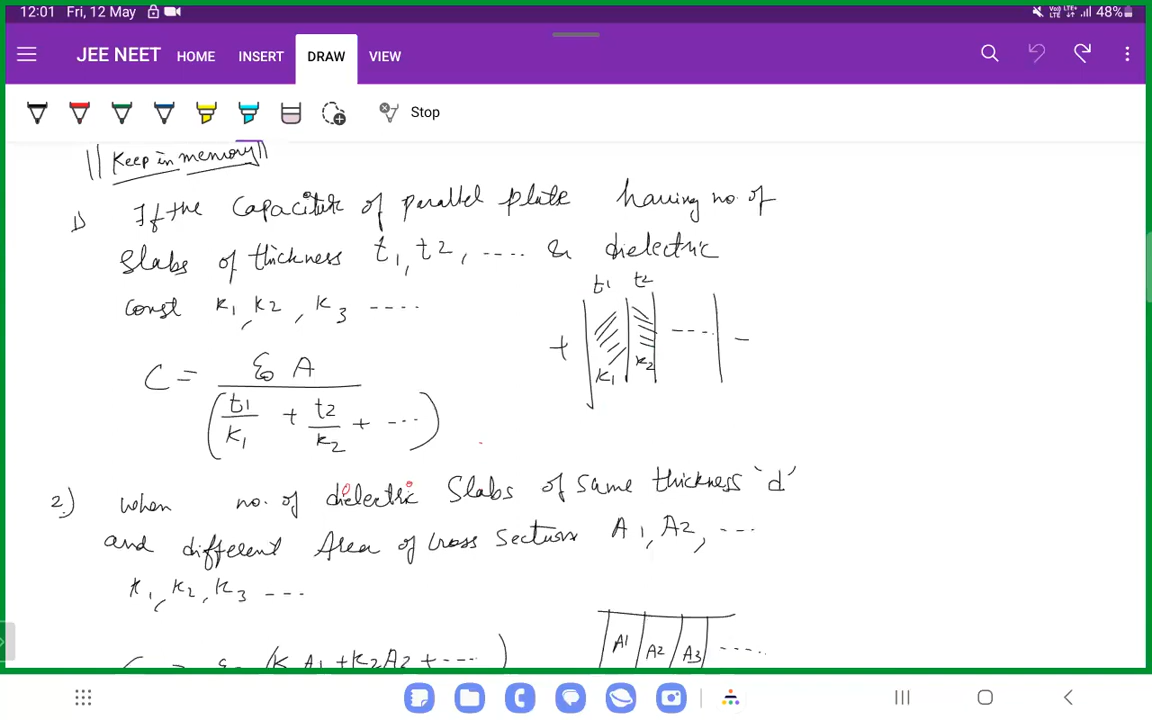 12:01 Fri, 12 May
48%
JEE NEET HOME INSERT DRAW VIEW
Stop
Keep in memory
1) If the Capacitor of parallel plate having no. of
Slabs of thickness t1, t2, .... & dielectric
const k1, k2, k3 ....
t1 t2
+ k1 k2 ---- -
C = ε0 A / (t1/k1 + t2/k2 + ...)
2.) when no. of dielectric Slabs of same thickness 'd'
and different Area of Cross Section A1, A2, ---
k1, k2, k3 ---
A1 A2 A3 ----
C = ε0 (K A1 + k2A2 + ---- )